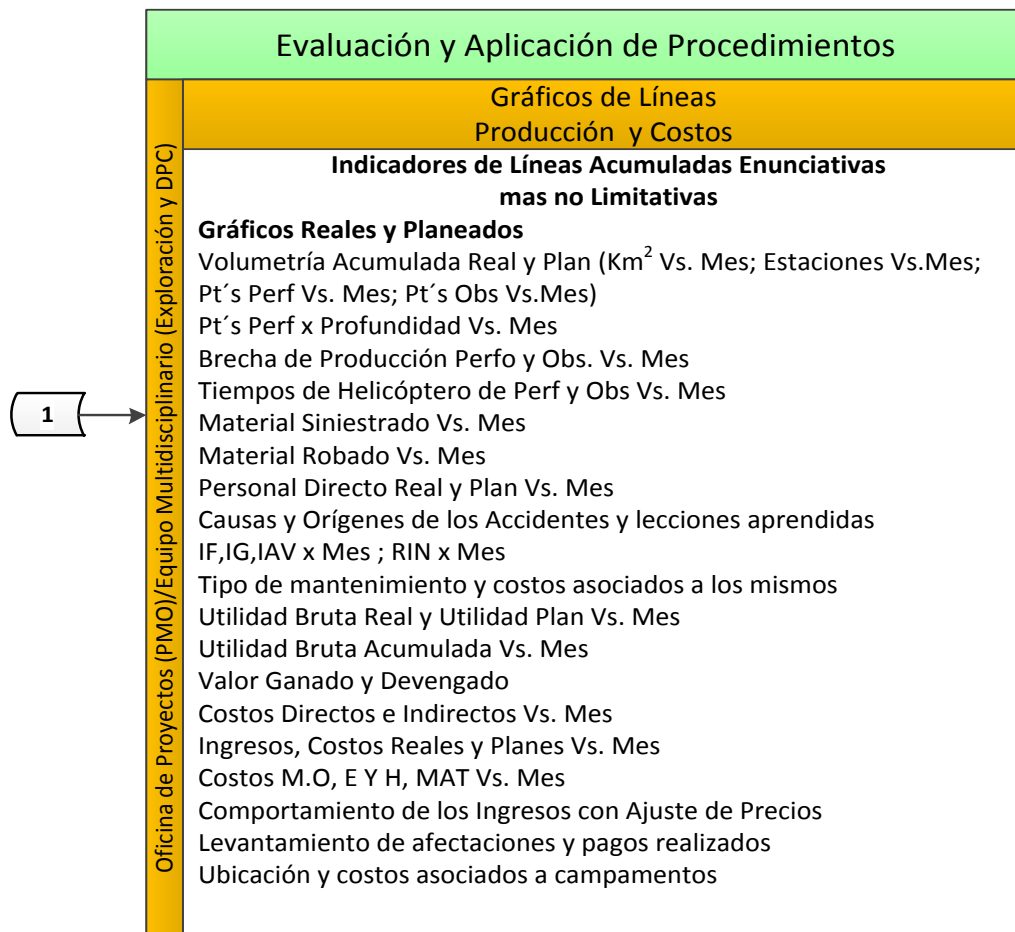 Evaluación y Aplicación de Procedimientos
Oficina de Proyectos (PMO)/Equipo Multidisciplinario (Exploración y DPC)
Gráficos de Líneas
Producción y Costos
Indicadores de Líneas Acumuladas Enunciativas
mas no Limitativas
Gráficos Reales y Planeados
Volumetría Acumulada Real y Plan (Km² Vs. Mes; Estaciones Vs.Mes;
Pt´s Perf Vs. Mes; Pt´s Obs Vs.Mes)
Pt´s Perf x Profundidad Vs. Mes
Brecha de Producción Perfo y Obs. Vs. Mes
Tiempos de Helicóptero de Perf y Obs Vs. Mes
Material Siniestrado Vs. Mes
Material Robado Vs. Mes
Personal Directo Real y Plan Vs. Mes
Causas y Orígenes de los Accidentes y lecciones aprendidas
IF,IG,IAV x Mes ; RIN x Mes
Tipo de mantenimiento y costos asociados a los mismos
Utilidad Bruta Real y Utilidad Plan Vs. Mes
Utilidad Bruta Acumulada Vs. Mes
Valor Ganado y Devengado
Costos Directos e Indirectos Vs. Mes
Ingresos, Costos Reales y Planes Vs. Mes
Costos M.O, E Y H, MAT Vs. Mes
Comportamiento de los Ingresos con Ajuste de Precios
Levantamiento de afectaciones y pagos realizados
Ubicación y costos asociados a campamentos
1